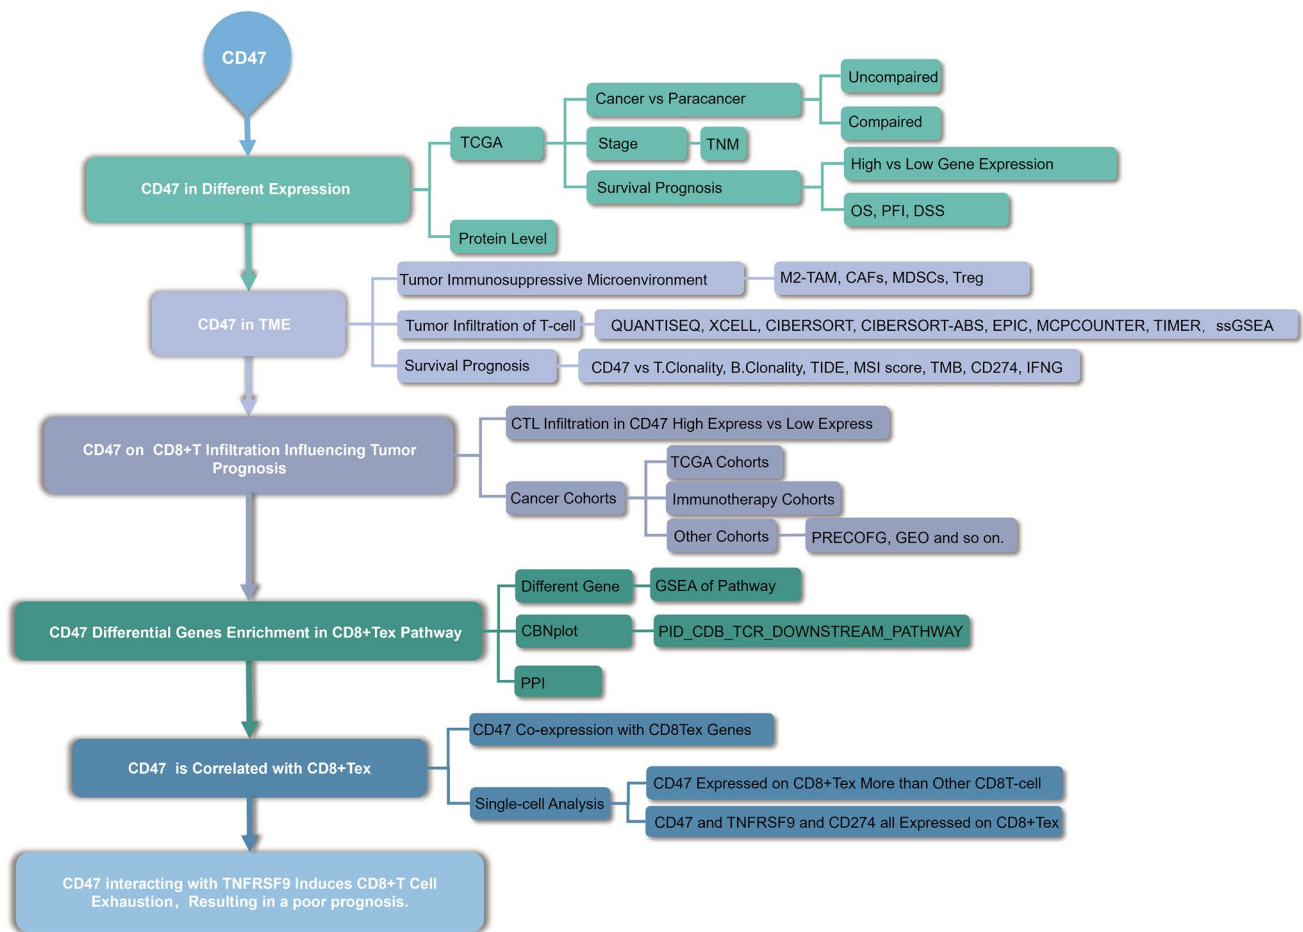 CD47
CD47 in Different Expression
TCGA
Cancer vs Paracancer
Uncompaired
Compaired
Stage
TNM
Survival Prognosis
High vs Low Gene Expression
OS, PFI, DSS
Protein Level
CD47 in TME
Tumor Immunosuppressive Microenvironment
M2-TAM, CAFs, MDSCs, Treg
Tumor Infiltration of T-cell
QUANTISEQ, XCELL, CIBERSORT, CIBERSORT-ABS, EPIC, MCPCOUNTER, TIMER, ssGSEA
Survival Prognosis
CD47 vs T.Clonality, B.Clonality, TIDE, MSI score, TMB, CD274, IFNG
CD47 on CD8+T Infiltration Influencing Tumor
Prognosis
CTL Infiltration in CD47 High Express vs Low Express
Cancer Cohorts
TCGA Cohorts
Immunotherapy Cohorts
Other Cohorts
PRECOFG, GEO and so on.
CD47 Differential Genes Enrichment in CD8+Tex Pathway
Different Gene
GSEA of Pathway
CBNplot
PID_CDB_TCR_DOWNSTREAM_PATHWAY
PPI
CD47 is Correlated with CD8+Tex
CD47 Co-expression with CD8Tex Genes
Single-cell Analysis
CD47 Expressed on CD8+Tex More than Other CD8T-cell
CD47 and TNFRSF9 and CD274 all Expressed on CD8+Tex
CD47 interacting with TNFRSF9 Induces CD8+T Cell
Exhaustion, Resulting in a poor prognosis.